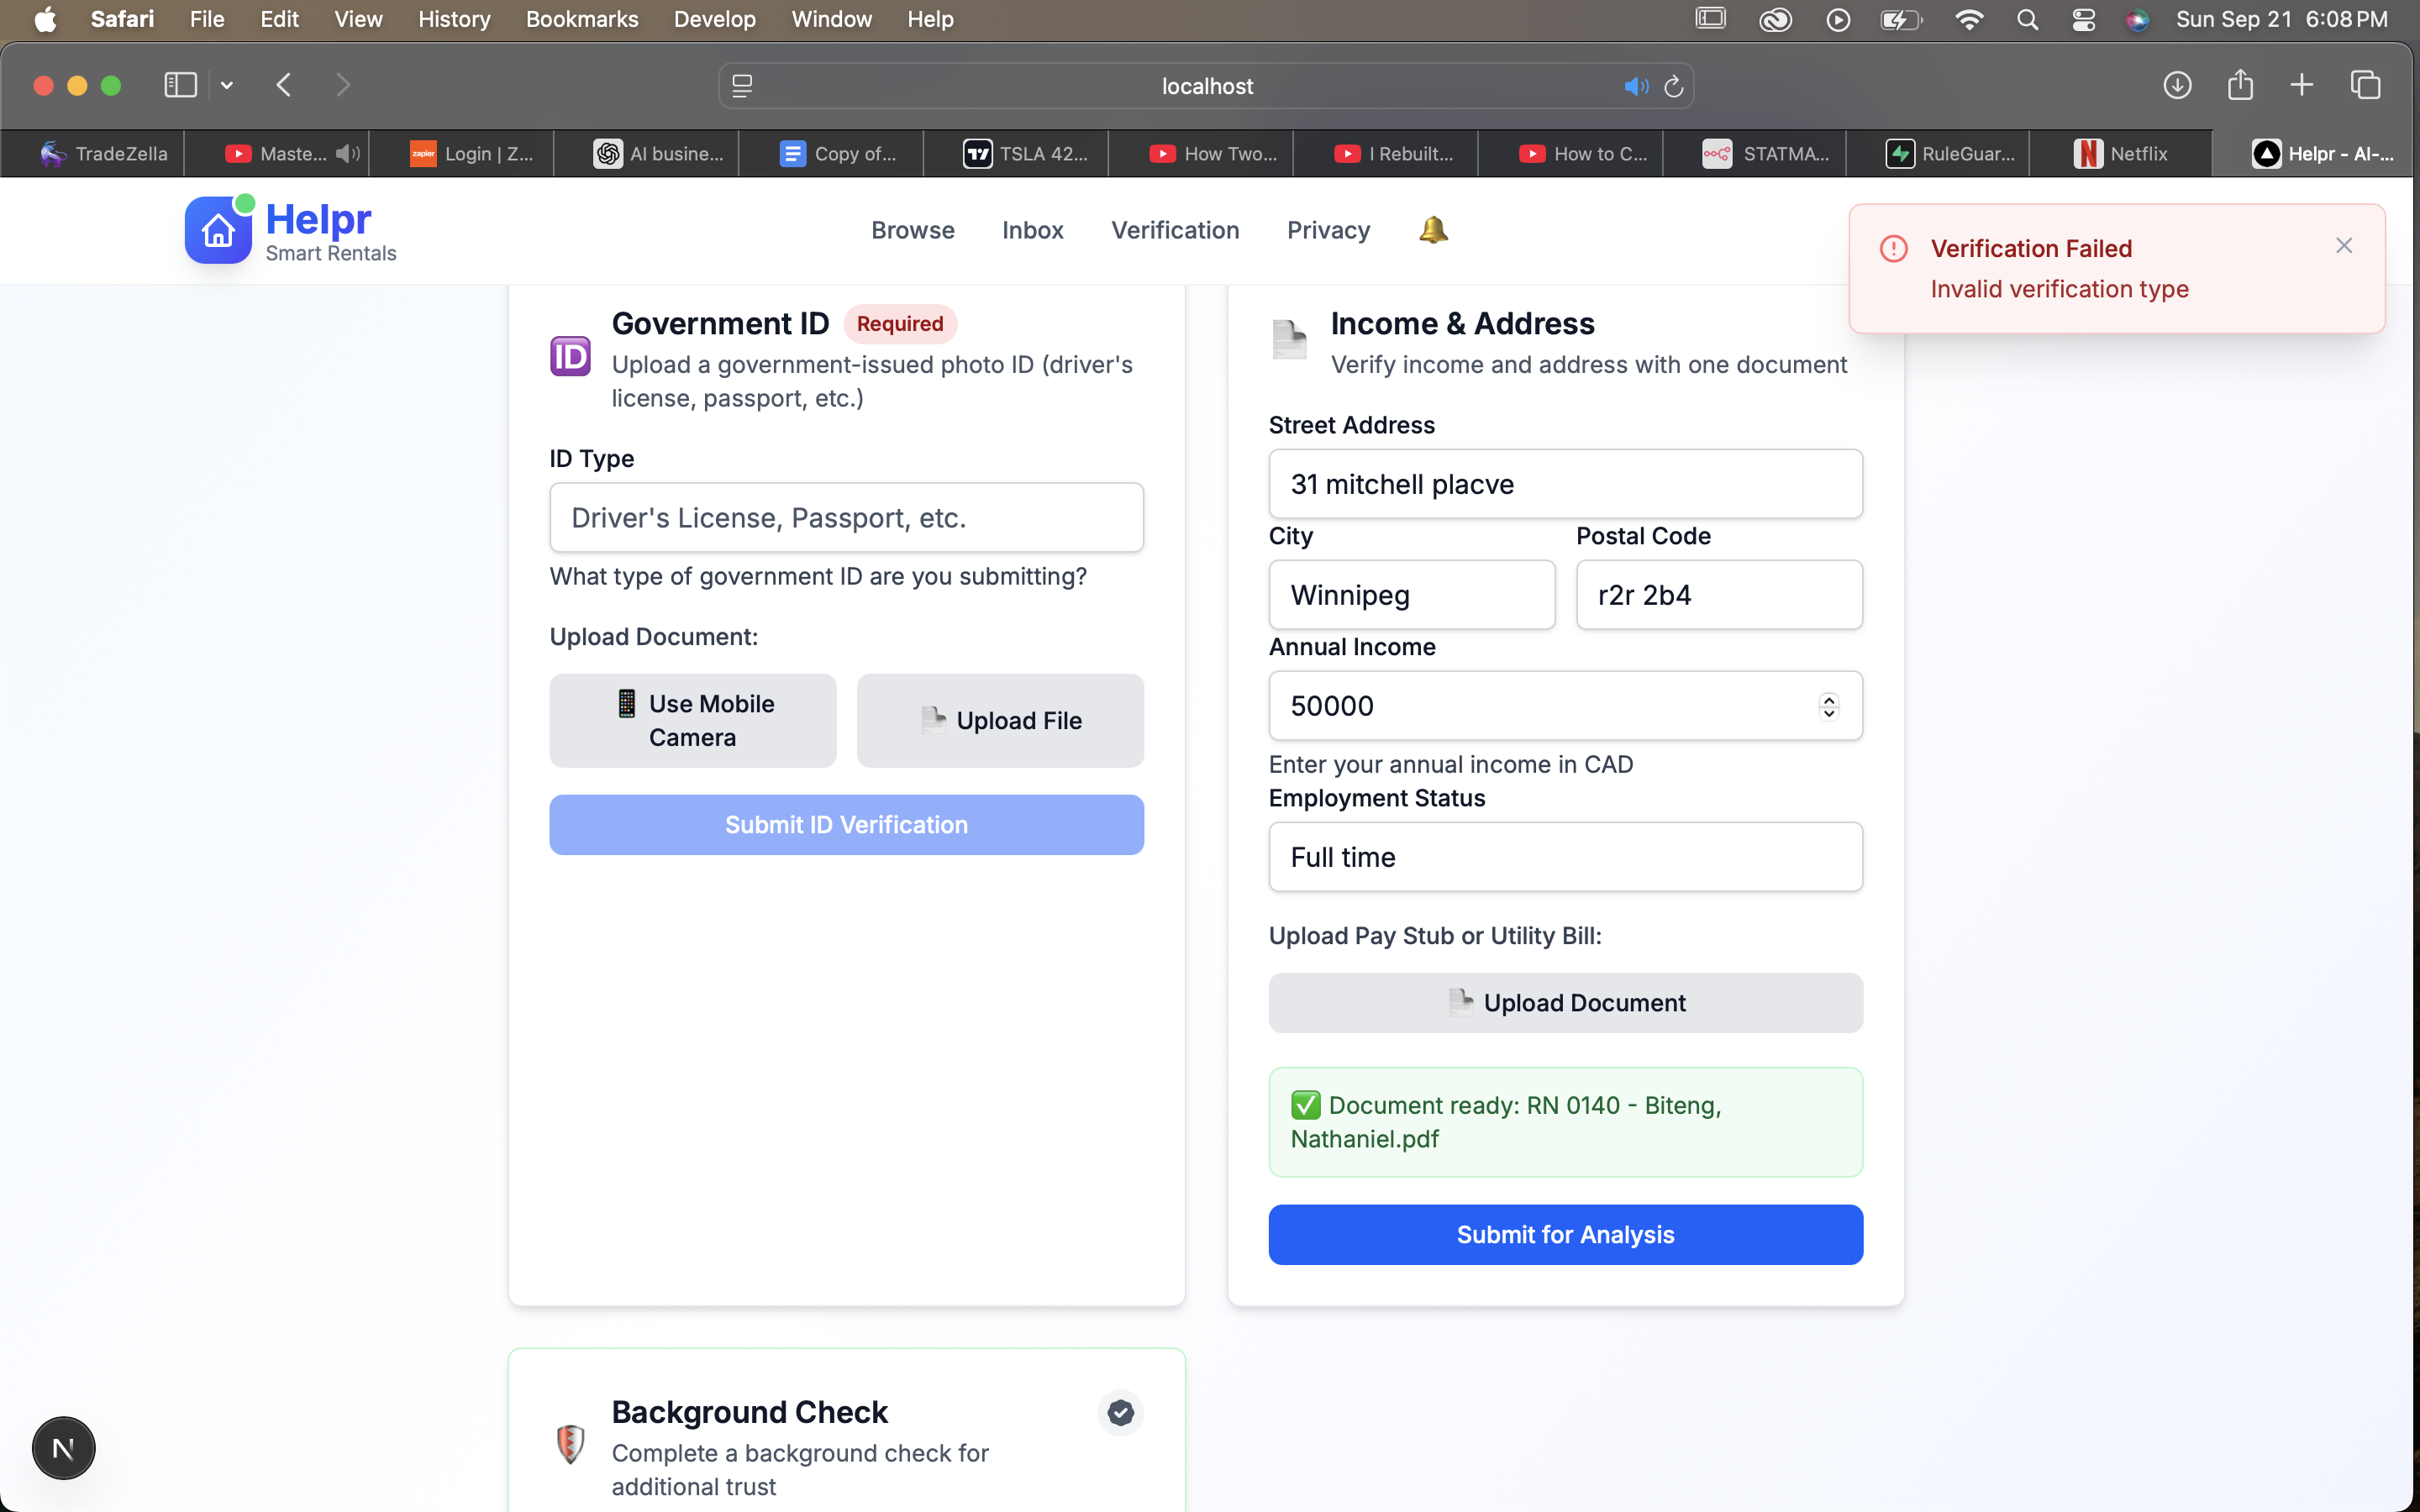 Safari File Edit View History Bookmarks Develop Window Help Sun Sep 21 6:08 PM
localhost
TradeZella
Maste...
zapier Login | Z...
AI busine...
Copy of...
TSLA 42...
How Two...
I Rebuilt...
How to C...
STATMA...
RuleGuar...
N Netflix
Helpr - AI-...
Helpr
Smart Rentals
Browse Inbox Verification Privacy
Verification Failed
Invalid verification type
ID
Government ID Required
Upload a government-issued photo ID (driver's
license, passport, etc.)
ID Type
Driver's License, Passport, etc.
What type of government ID are you submitting?
Upload Document:
Use Mobile
Camera
Upload File
Submit ID Verification
Income & Address
Verify income and address with one document
Street Address
31 mitchell placve
City Postal Code
Winnipeg r2r 2b4
Annual Income
50000
Enter your annual income in CAD
Employment Status
Full time
Upload Pay Stub or Utility Bill:
Upload Document
✅ Document ready: RN 0140 - Biteng,
Nathaniel.pdf
Submit for Analysis
Background Check
Complete a background check for
additional trust
N